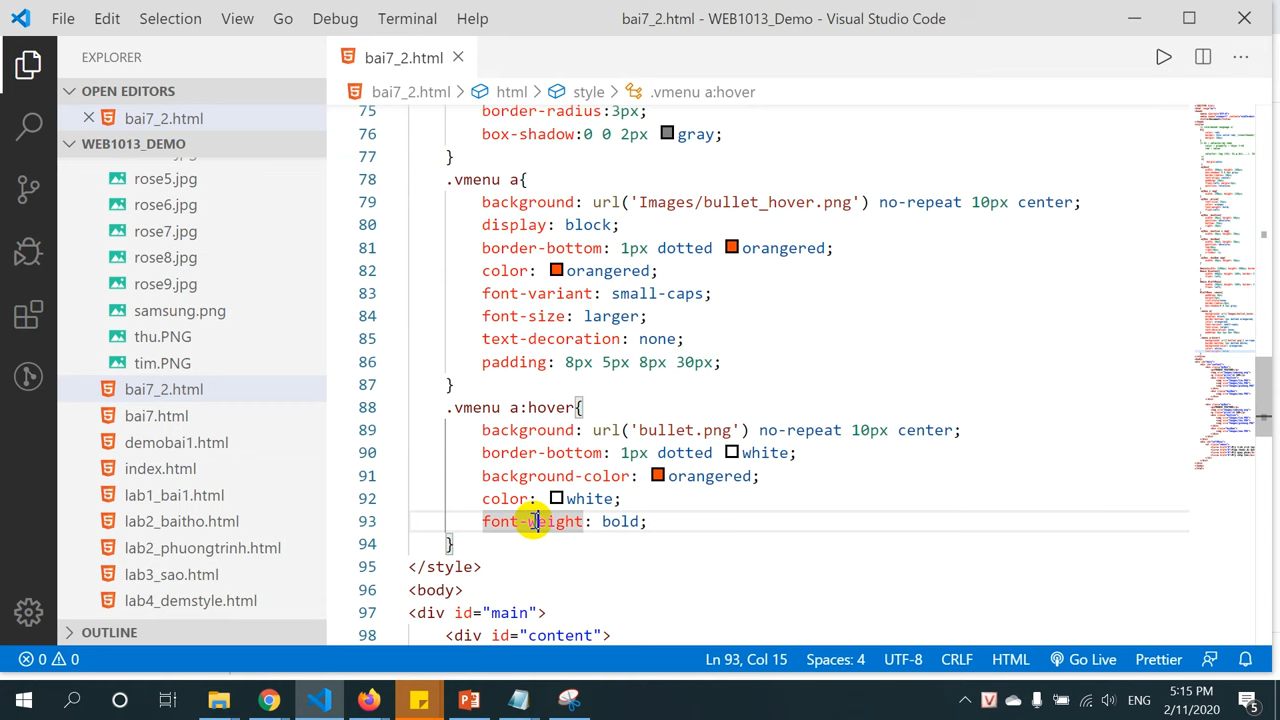 File Edit Selection View Go Debug Terminal Help bai7_2.html - WEB1013_Demo - Visual Studio Code
EXPLORER
OPEN EDITORS
bai7_2.html
WEB1013_DEMO
rose5.jpg
rose6.jpg
rose7.jpg
rose8.jpg
rose9.jpg
samsung.png
thu.PNG
tim.PNG
bai7_2.html
bai7.html
demobai1.html
index.html
lab1_bai1.html
lab2_baitho.html
lab2_phuongtrinh.html
lab3_sao.html
lab4_demstyle.html
OUTLINE
bai7_2.html
bai7_2.html > html > style > .vmenu a:hover
75 border-radius:3px;
76 box-shadow:0 0 2px gray;
77 }
78 .vmenu a{
79 background: url('Images/bullet_hover.png') no-repeat 10px center;
80 display: block;
81 border-bottom: 1px dotted orangered;
82 color: orangered;
83 font-variant: small-caps;
84 font-size: larger;
85 text-decoration: none;
86 padding: 8px 5px 8px 30px;
87 }
88 .vmenu a:hover{
89 background: url('bullet.png') no-repeat 10px center;
90 border-bottom: 1px dotted white;
91 background-color: orangered;
92 color: white;
93 font-weight: bold;
94 }
95 </style>
96 <body>
97 <div id="main">
98 <div id="content">
0 0 Ln 93, Col 15 Spaces: 4 UTF-8 CRLF HTML Go Live Prettier
ENG 5:15 PM
2/11/2020 5